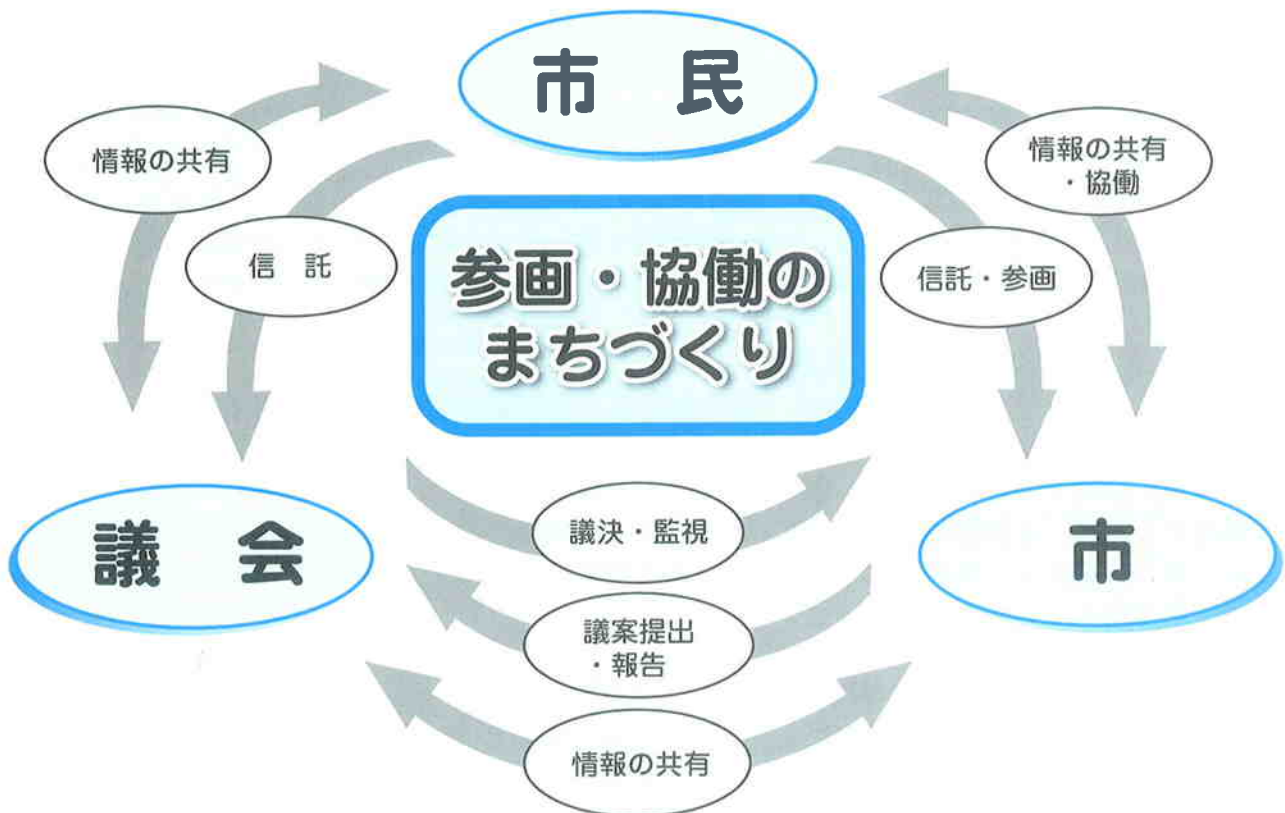 市　民
情報の共有
情報の共有
・協働
信　託
信託・参画
参画・協働の
まちづくり
議　会
議決・監視
市
議案提出
・報告
情報の共有